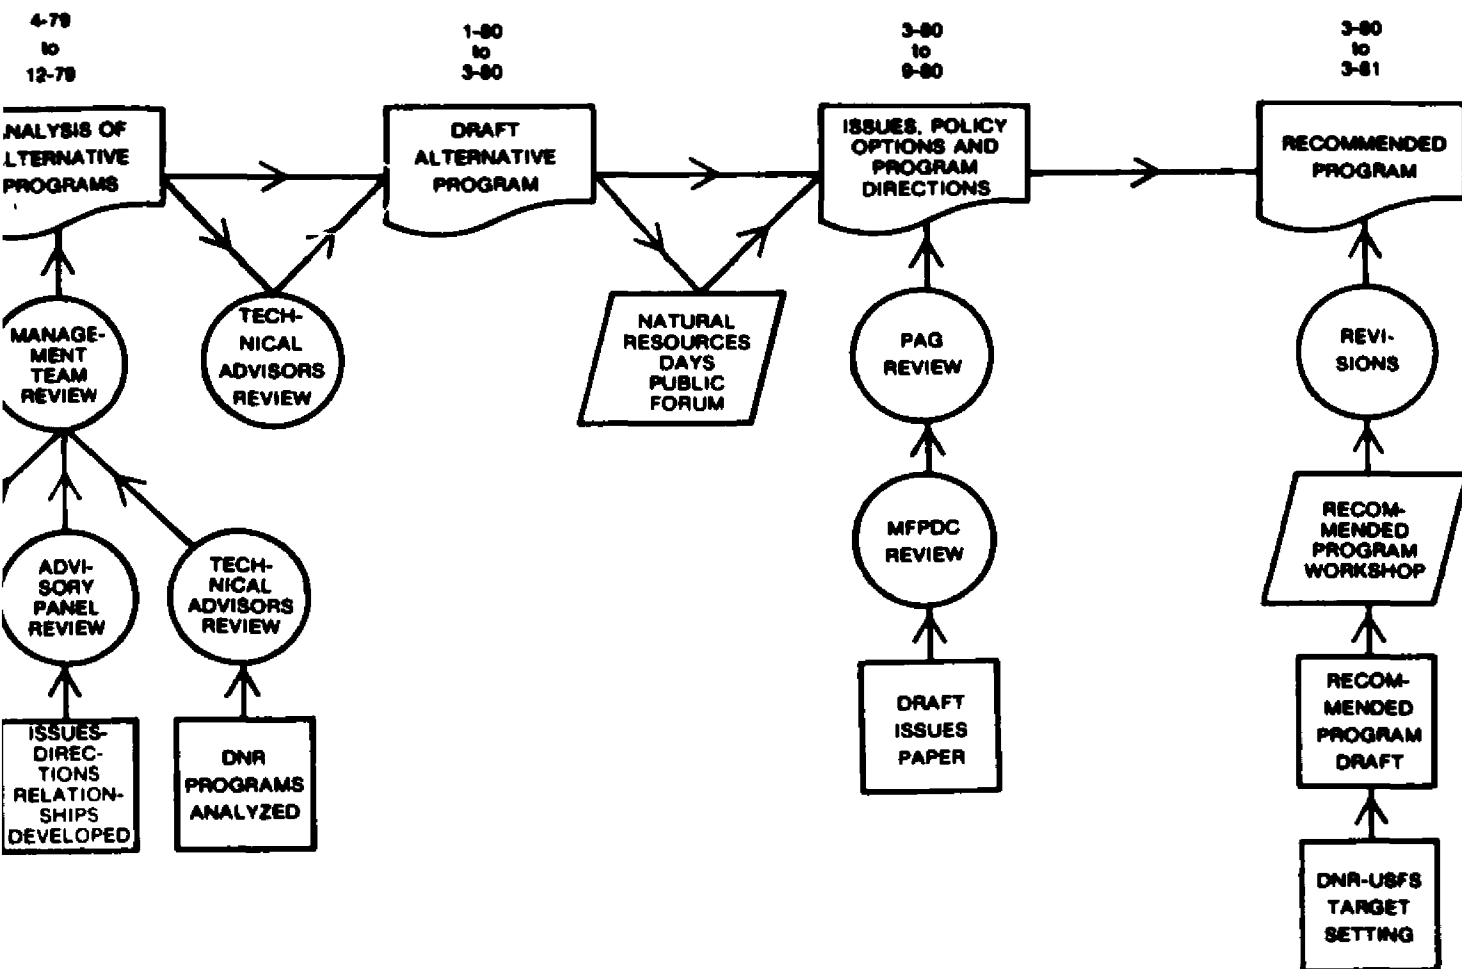 4-79
to
12-79
1-80
to
3-80
3-80
to
9-80
3-80
to
3-81
NALYSIS OF
LTERNATIVE
PROGRAMS
DRAFT
ALTERNATIVE
PROGRAM
ISSUES, POLICY
OPTIONS AND
PROGRAM
DIRECTIONS
RECOMMENDED
PROGRAM
MANAGE-
MENT
TEAM
REVIEW
TECH-
NICAL
ADVISORS
REVIEW
NATURAL
RESOURCES
DAYS
PUBLIC
FORUM
PAG
REVIEW
REVI-
SIONS
ADVI-
SORY
PANEL
REVIEW
TECH-
NICAL
ADVISORS
REVIEW
MFPDC
REVIEW
RECOM-
MENDED
PROGRAM
WORKSHOP
ISSUES-
DIREC-
TIONS
RELATION-
SHIPS
DEVELOPED
DNR
PROGRAMS
ANALYZED
DRAFT
ISSUES
PAPER
RECOM-
MENDED
PROGRAM
DRAFT
DNR-USFS
TARGET
SETTING